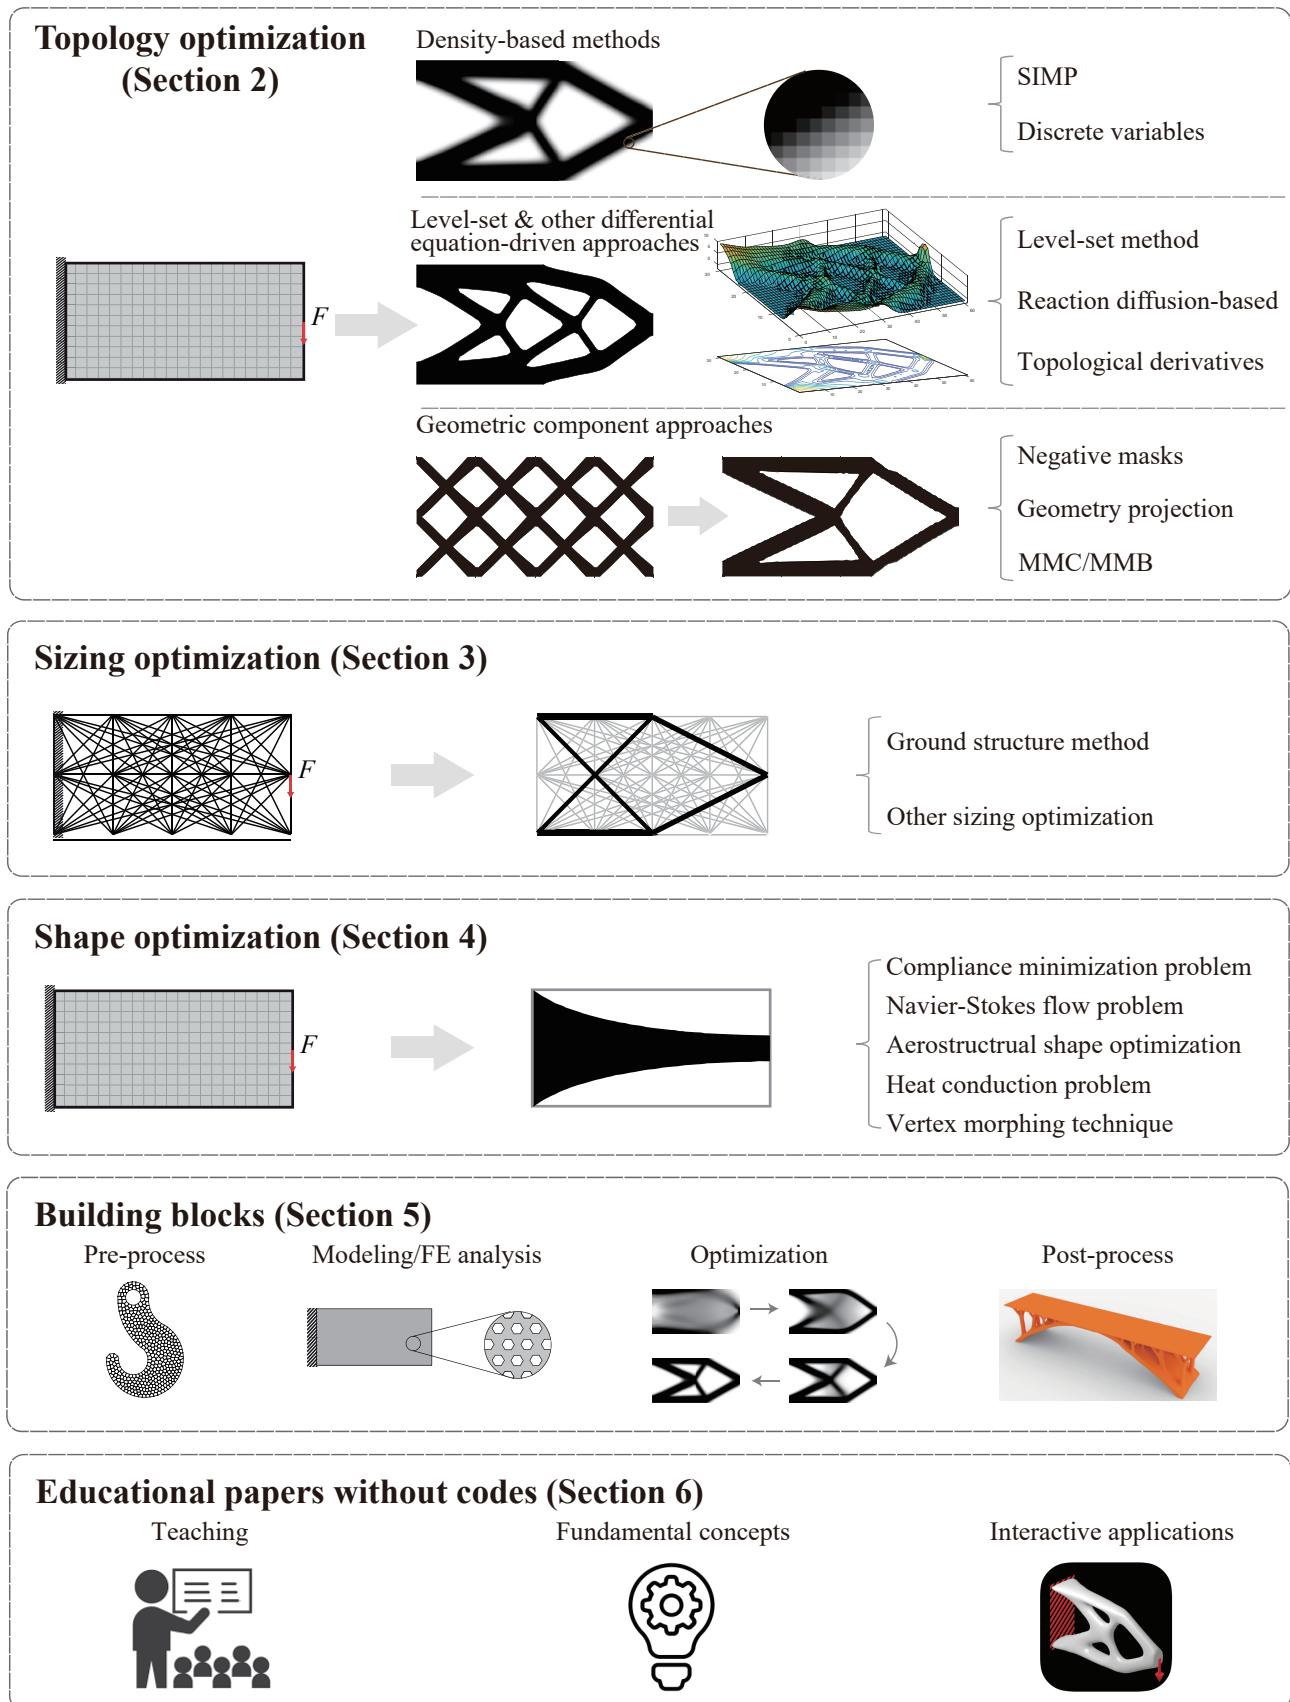 Topology optimization
(Section 2)
Density-based methods
SIMP
Discrete variables
Level-set & other differential
equation-driven approaches
Level-set method
Reaction diffusion-based
Topological derivatives
F
Geometric component approaches
Negative masks
Geometry projection
MMC/MMB
Sizing optimization (Section 3)
F
Ground structure method
Other sizing optimization
Shape optimization (Section 4)
F
Compliance minimization problem
Navier-Stokes flow problem
Aerostructrual shape optimization
Heat conduction problem
Vertex morphing technique
Building blocks (Section 5)
Pre-process
Modeling/FE analysis
Optimization
Post-process
Educational papers without codes (Section 6)
Teaching
Fundamental concepts
Interactive applications